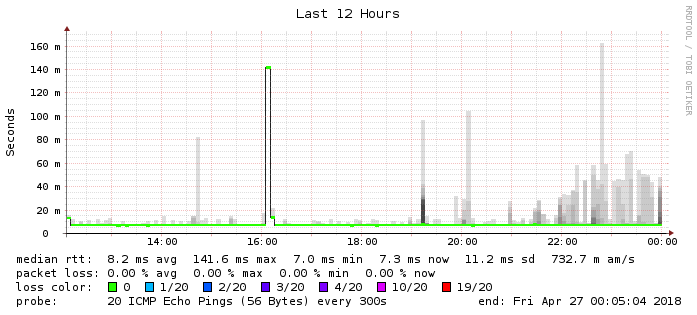 Last 12 Hours
RRDTOOL / TOBI OETIKER
Seconds
160 m
140 m
120 m
100 m
80 m
60 m
40 m
20 m
0
14:00 16:00 18:00 20:00 22:00 00:00
median rtt: 8.2 ms avg 141.6 ms max 7.0 ms min 7.3 ms now 11.2 ms sd 732.7 m am/s
packet loss: 0.00 % avg 0.00 % max 0.00 % min 0.00 % now
loss color: 0 1/20 2/20 3/20 4/20 10/20 19/20
probe: 20 ICMP Echo Pings (56 Bytes) every 300s end: Fri Apr 27 00:05:04 2018